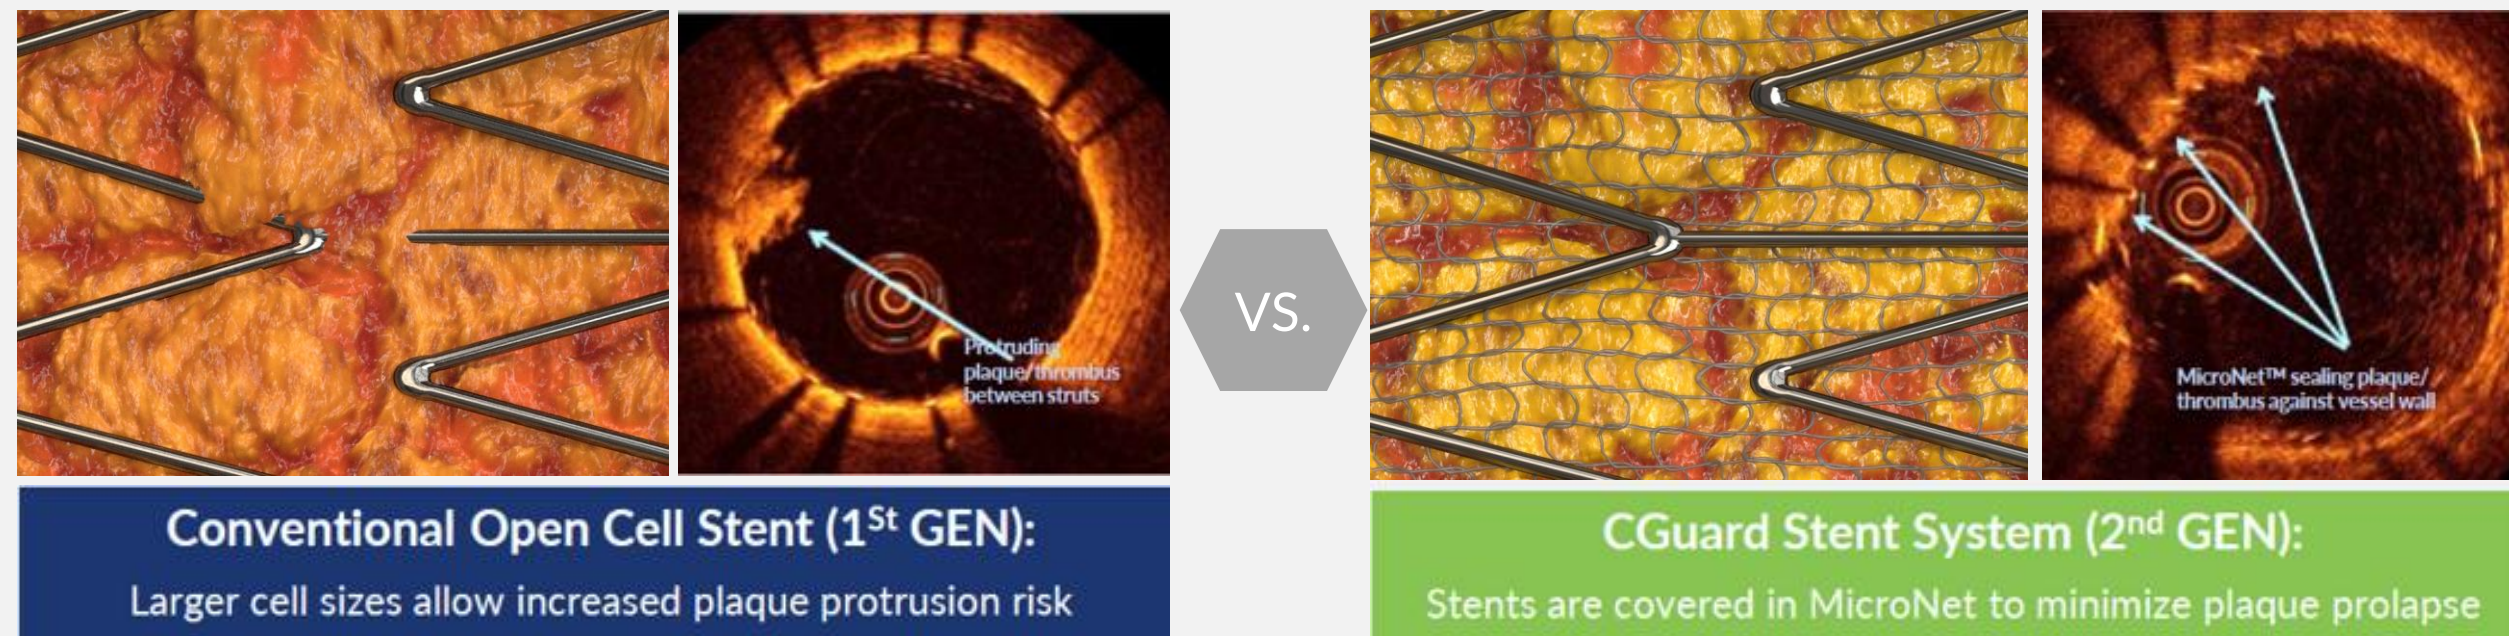 Protruding
plaque/thrombus
between struts
VS.
MicroNet™ sealing plaque/
thrombus against vessel wall
Conventional Open Cell Stent (1St GEN):
Larger cell sizes allow increased plaque protrusion risk
CGuard Stent System (2nd GEN):
Stents are covered in MicroNet to minimize plaque prolapse